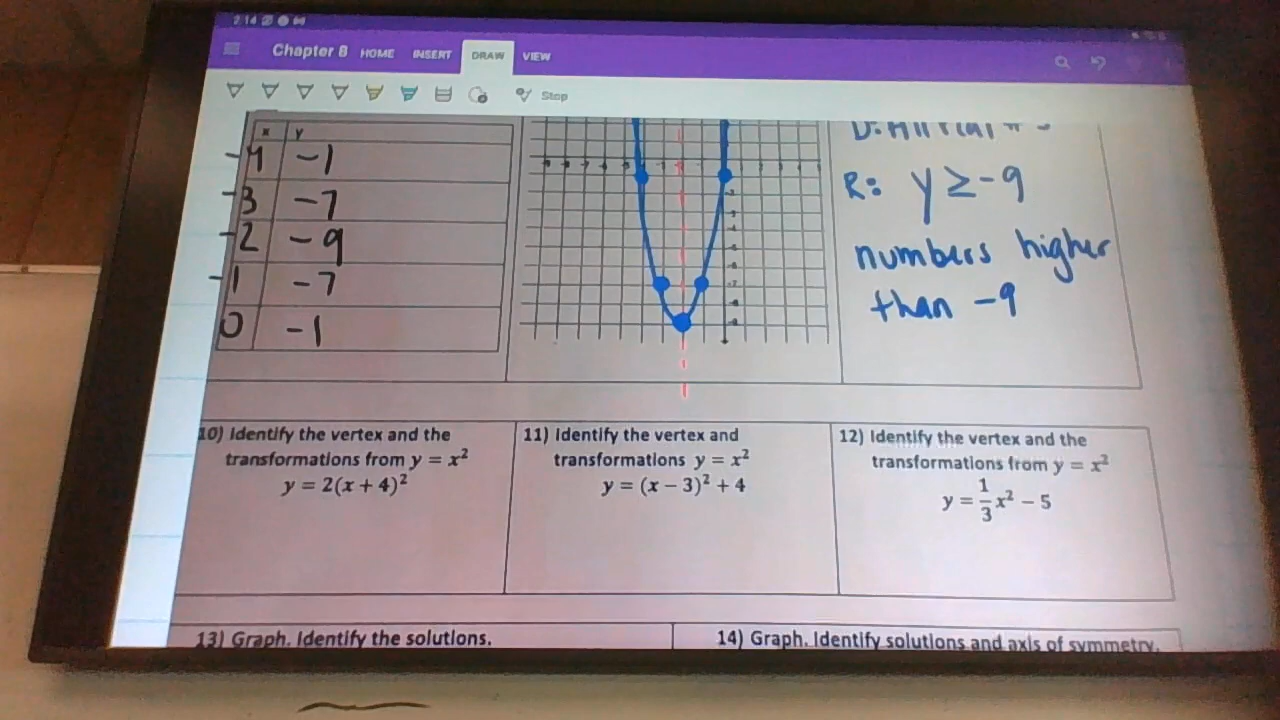 2:14
Chapter 8 HOME INSERT DRAW VIEW
Stop
x y
-4 -1
-3 -7
-2 -9
-1 -7
0 -1
R: y ≥ -9
numbers higher
than -9
10) Identify the vertex and the
transformations from y = x²
y = 2(x + 4)²
11) Identify the vertex and
transformations y = x²
y = (x − 3)² + 4
12) Identify the vertex and the
transformations from y = x²
y = 1/3 x² − 5
13) Graph. Identify the solutions.
14) Graph. Identify solutions and axis of symmetry.